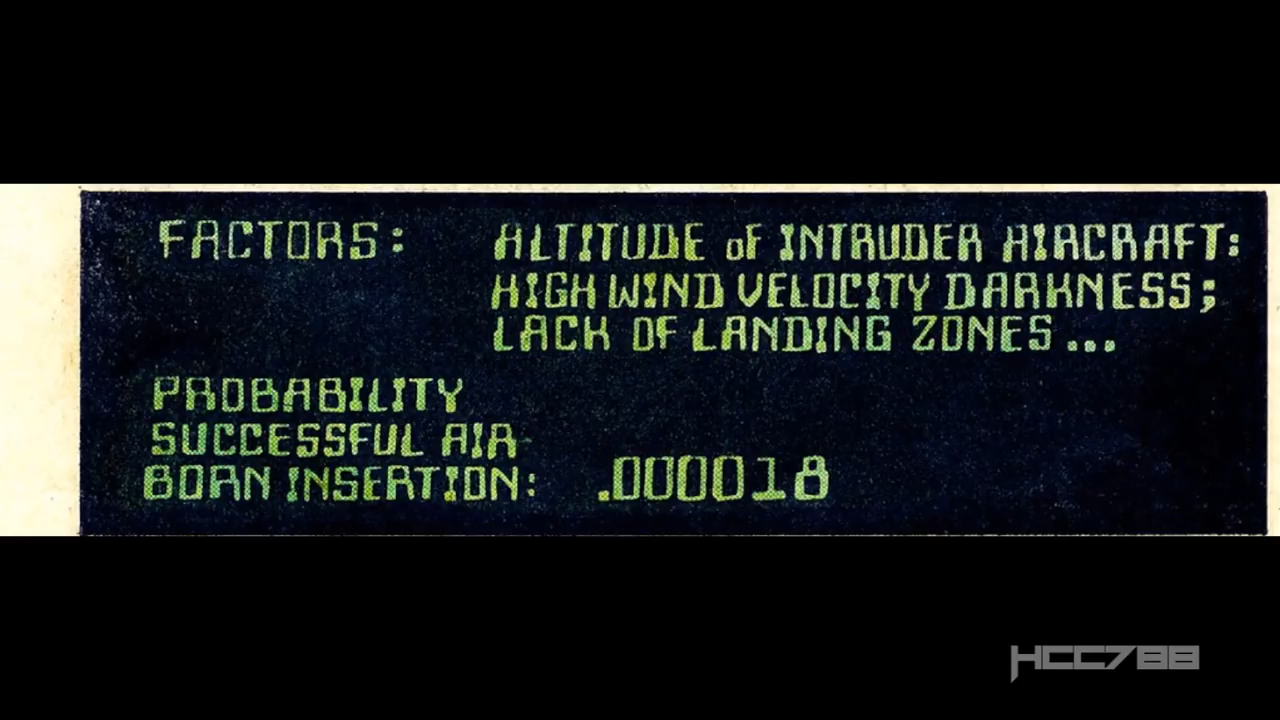 FACTORS: ALTITUDE oF INTRUDER AIRCRAFT:
HIGH WIND VELOCITY DARKNESS;
LACK OF LANDING ZONES ...
PROBABILITY
SUCCESSFUL AIR
BORN INSERTION: .000018
HCC788